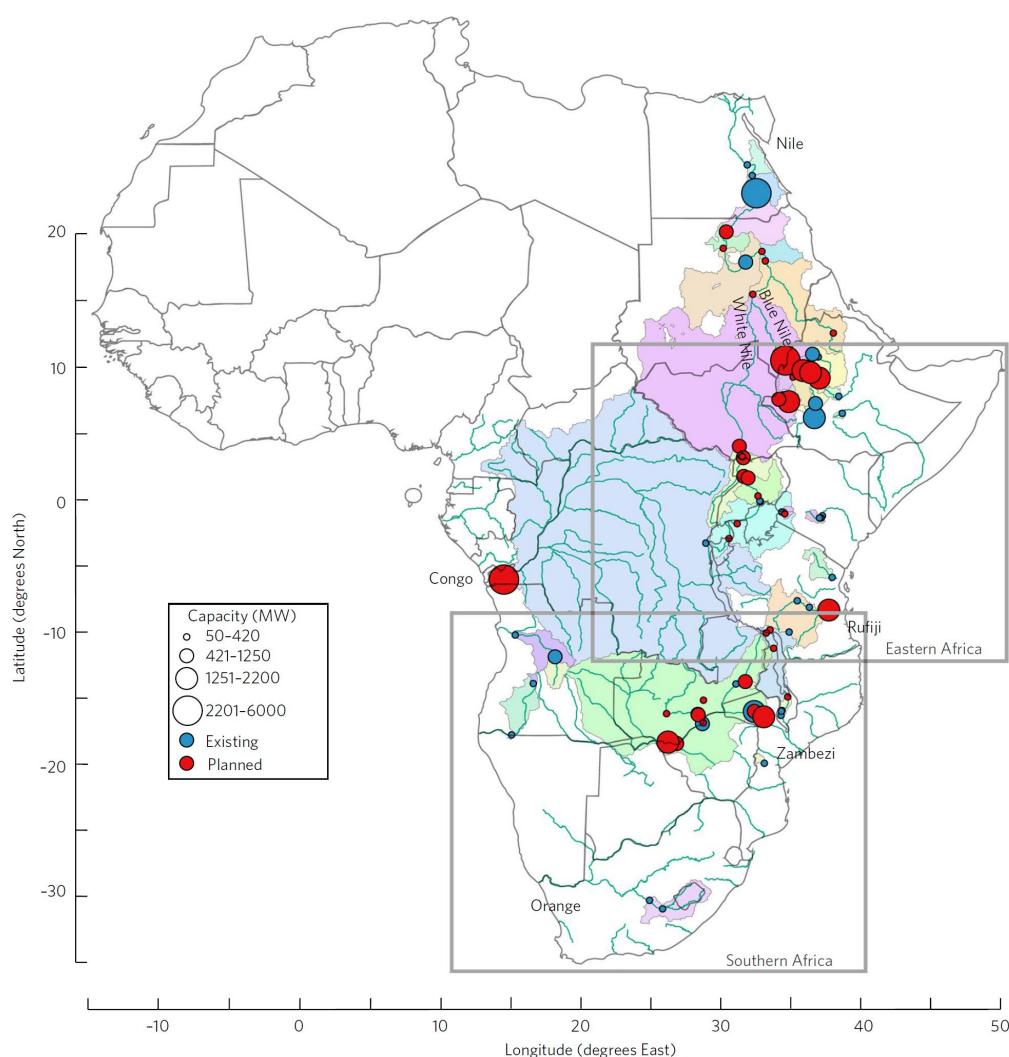 Nile
20
White Nile
Blue Nile
10
0
Congo
Capacity (MW)
50–420
421–1250
1251–2200
2201–6000
Existing
Planned
Latitude (degrees North)
-10
Rufiji
Eastern Africa
Zambezi
-20
-30
Orange
Southern Africa
-10
0
10
20
30
40
50
Longitude (degrees East)